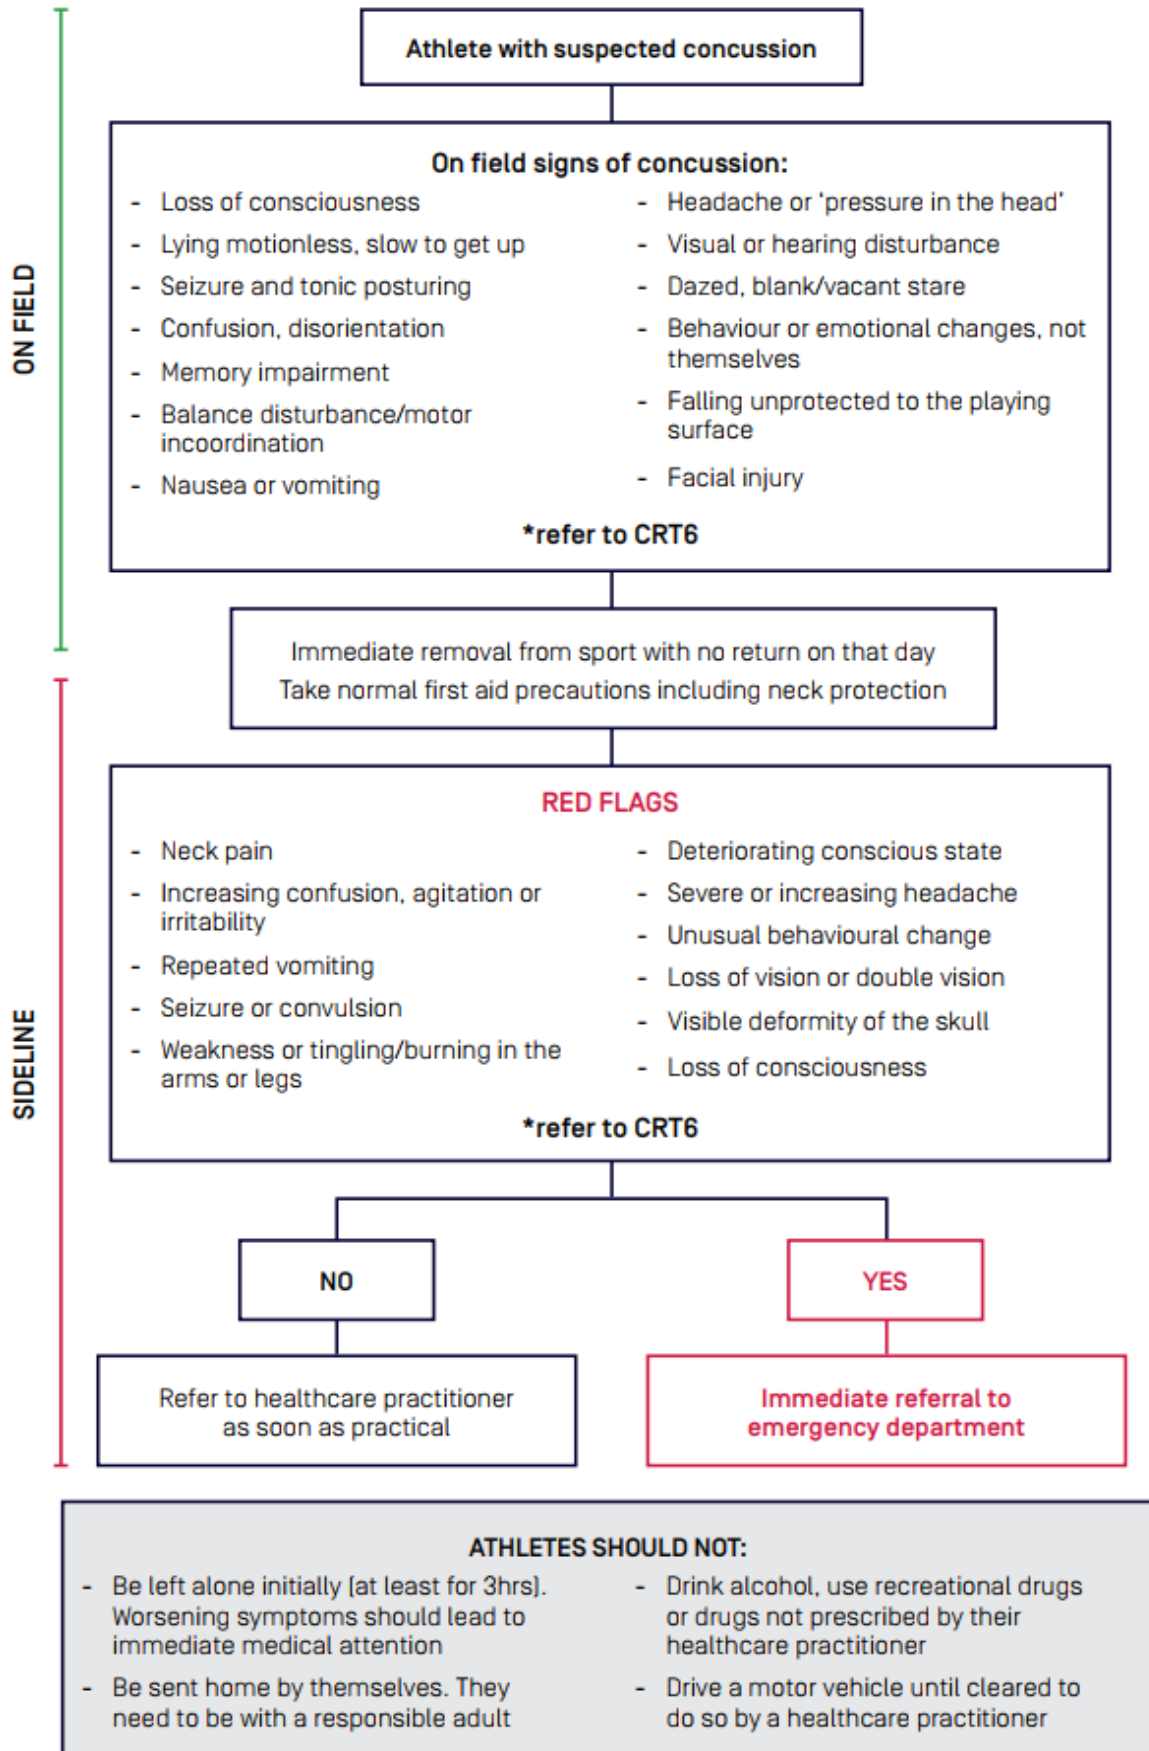 Athlete with suspected concussion
ON FIELD
On field signs of concussion:
- Loss of consciousness
- Lying motionless, slow to get up
- Seizure and tonic posturing
- Confusion, disorientation
- Memory impairment
- Balance disturbance/motor
incoordination
- Nausea or vomiting
- Headache or ‘pressure in the head’
- Visual or hearing disturbance
- Dazed, blank/vacant stare
- Behaviour or emotional changes, not
themselves
- Falling unprotected to the playing
surface
- Facial injury
*refer to CRT6
Immediate removal from sport with no return on that day
Take normal first aid precautions including neck protection
SIDELINE
RED FLAGS
- Neck pain
- Increasing confusion, agitation or
irritability
- Repeated vomiting
- Seizure or convulsion
- Weakness or tingling/burning in the
arms or legs
- Deteriorating conscious state
- Severe or increasing headache
- Unusual behavioural change
- Loss of vision or double vision
- Visible deformity of the skull
- Loss of consciousness
*refer to CRT6
NO
YES
Refer to healthcare practitioner
as soon as practical
Immediate referral to
emergency department
ATHLETES SHOULD NOT:
- Be left alone initially (at least for 3hrs).
Worsening symptoms should lead to
immediate medical attention
- Be sent home by themselves. They
need to be with a responsible adult
- Drink alcohol, use recreational drugs
or drugs not prescribed by their
healthcare practitioner
- Drive a motor vehicle until cleared to
do so by a healthcare practitioner